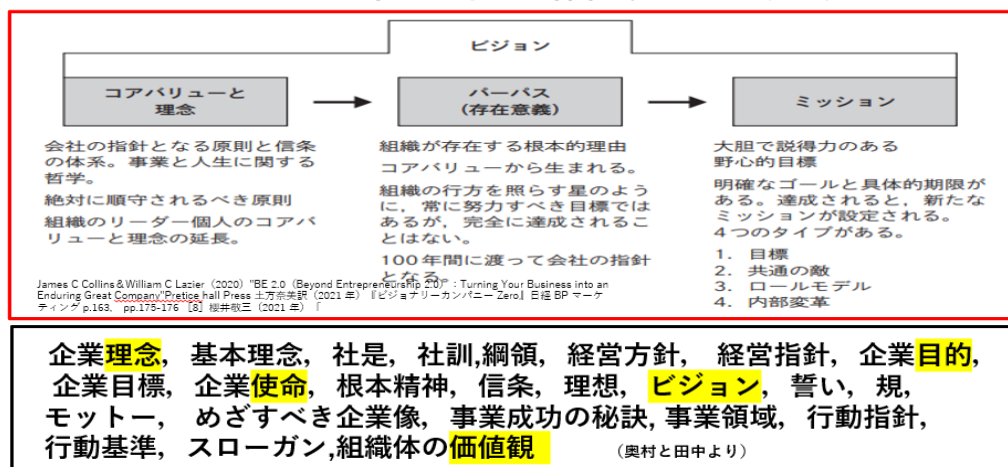 ビジョン
コアバリューと
理念
パーパス
(存在意義)
ミッション
会社の指針となる原則と信条
の体系。事業と人生に関する
哲学。
絶対に順守されるべき原則
組織のリーダー個人のコアバ
リューと理念の延長。
組織が存在する根本的理由
コアバリューから生まれる。
組織の行方を照らす星のよう
に，常に努力すべき目標では
あるが，完全に達成されるこ
とはない。
100年間に渡って会社の指針
となる。
大胆で説得力のある
野心的目標
明確なゴールと具体的期限が
ある。達成されると，新たな
ミッションが設定される。
4つのタイプがある。
1. 目標
2. 共通の敵
3. ロールモデル
4. 内部変革
James C Collins＆William C Lazier（2020）"BE 2.0（Beyond Entrepreneurship 2.0）：Turning Your Business into an
Enduring Great Company"Pretice hall Press 土方奈美訳（2021 年）『ビジョナリーカンパニー Zero』日経 BP マーケ
ティング p.163， pp.175-176 ［8］櫻井敬三（2021 年）「
企業理念， 基本理念， 社是， 社訓,綱領， 経営方針， 経営指針， 企業目的，
企業目標， 企業使命， 根本精神， 信条， 理想， ビジョン， 誓い， 規，
モットー， めざすべき企業像， 事業成功の秘訣, 事業領域， 行動指針，
行動基準， スローガン,組織体の価値観 （奥村と田中より）